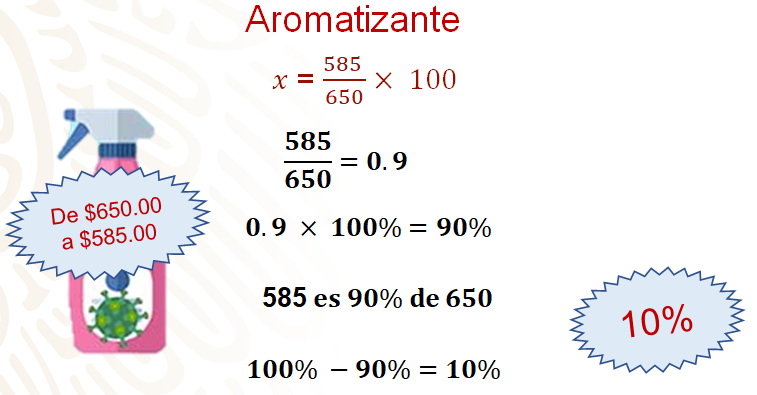 Aromatizante
x = 585/650 × 100
585/650 = 0.9
De $650.00
a $585.00
0.9 × 100% = 90%
585 es 90% de 650
10%
100% − 90% = 10%